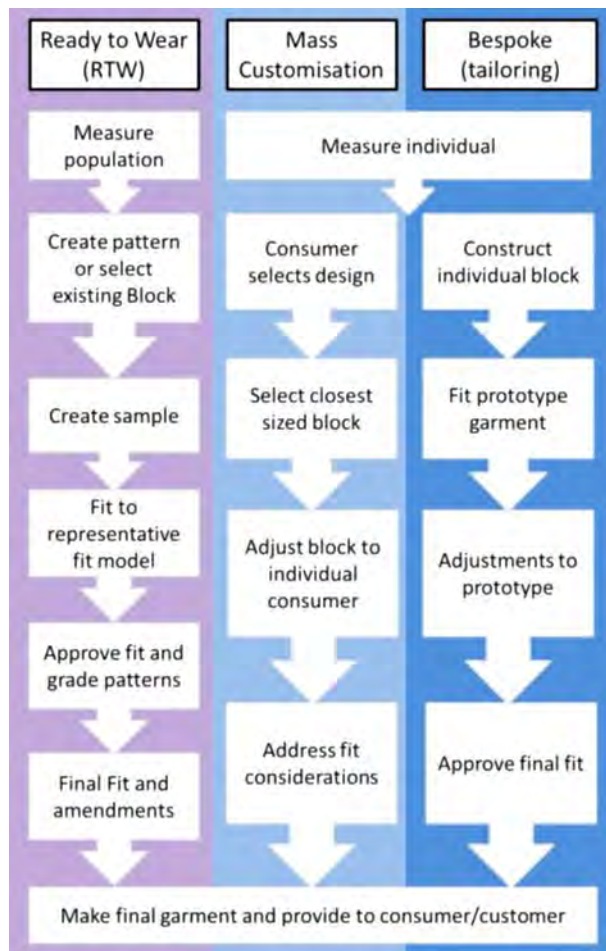 Ready to Wear
(RTW)
Mass
Customisation
Bespoke
(tailoring)
Measure
population
Measure individual
Create pattern
or select
existing Block
Consumer
selects design
Construct
individual block
Create sample
Select closest
sized block
Fit prototype
garment
Fit to
representative
fit model
Adjust block to
individual
consumer
Adjustments to
prototype
Approve fit and
grade patterns
Address fit
considerations
Approve final fit
Final Fit and
amendments
Make final garment and provide to consumer/customer